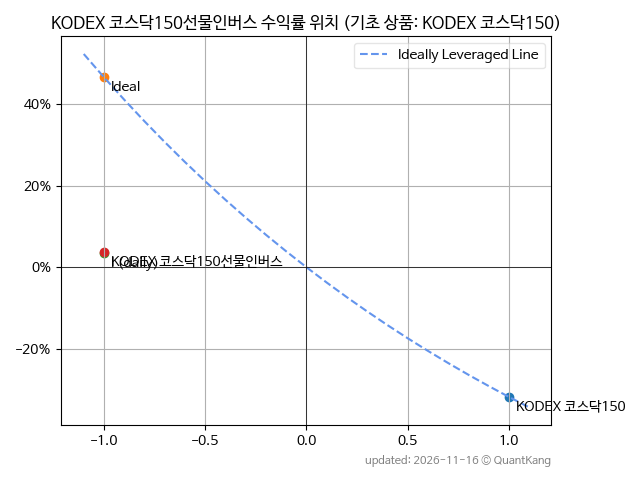 KODEX 코스닥150선물인버스 수익률 위치 (기초 상품: KODEX 코스닥150)
Ideally Leveraged Line
Ideal
40%
20%
KODEX 코스닥150선물인버스
(daily)
0%
−20%
KODEX 코스닥150
−1.0
−0.5
0.0
0.5
1.0
updated: 2026-11-16 © QuantKang